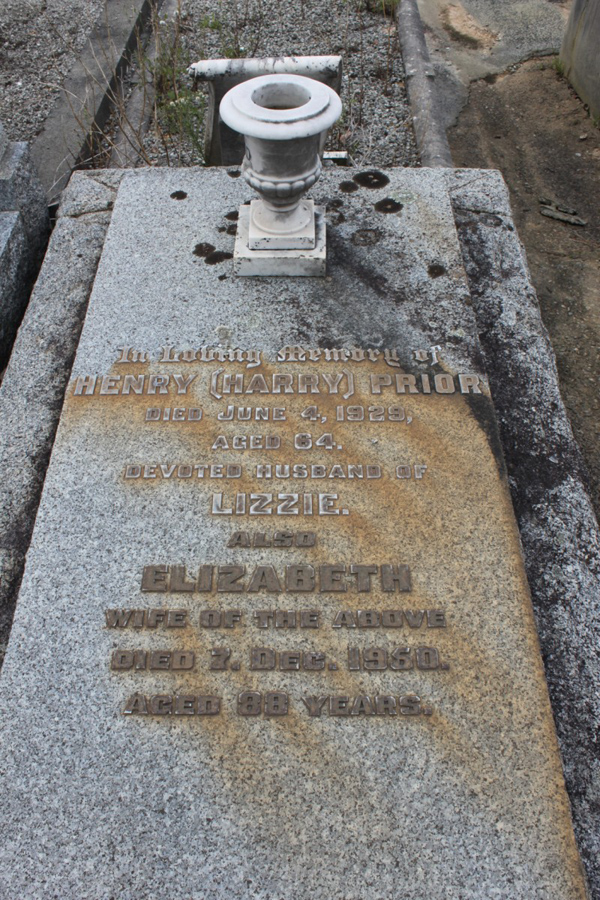 In Loving Memory of
HENRY (HARRY) PRIOR
DIED JUNE 4, 1929,
AGED 64.
DEVOTED HUSBAND OF
LIZZIE.
ALSO
ELIZABETH
WIFE OF THE ABOVE
DIED 7. DEC. 1950.
AGED 88 YEARS.